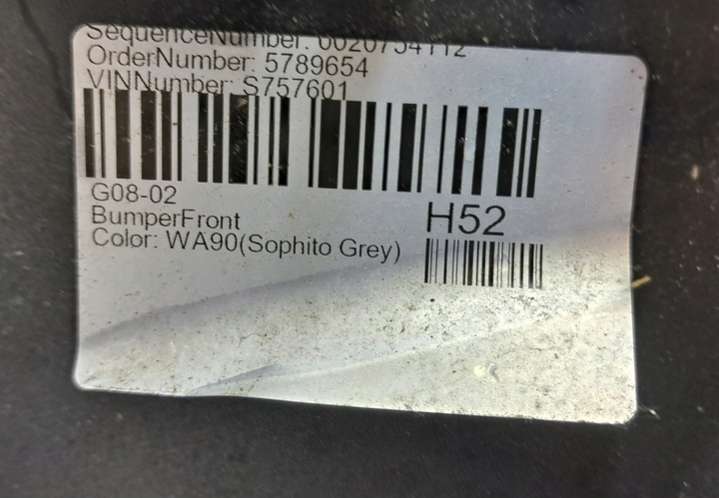 SequenceNumber: 0020754112
OrderNumber: 5789654
VINNumber: S757601
G08-02
BumperFront
Color: WA90(Sophito Grey)
H52